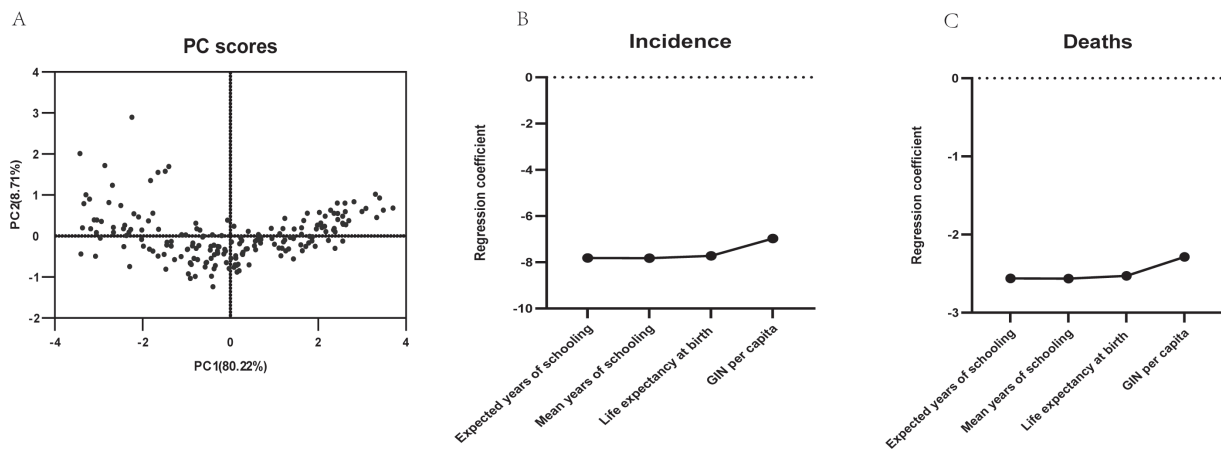 A
PC scores
4
3
2
1
0
-1
-2
PC2(8.71%)
-4
-2
0
2
4
PC1(80.22%)
B
Incidence
0
-2
-4
-6
-8
-10
Regression coefficient
Expected years of schooling
Mean years of schooling
Life expectancy at birth
GIN per capita
C
Deaths
0
-1
-2
-3
Regression coefficient
Expected years of schooling
Mean years of schooling
Life expectancy at birth
GIN per capita